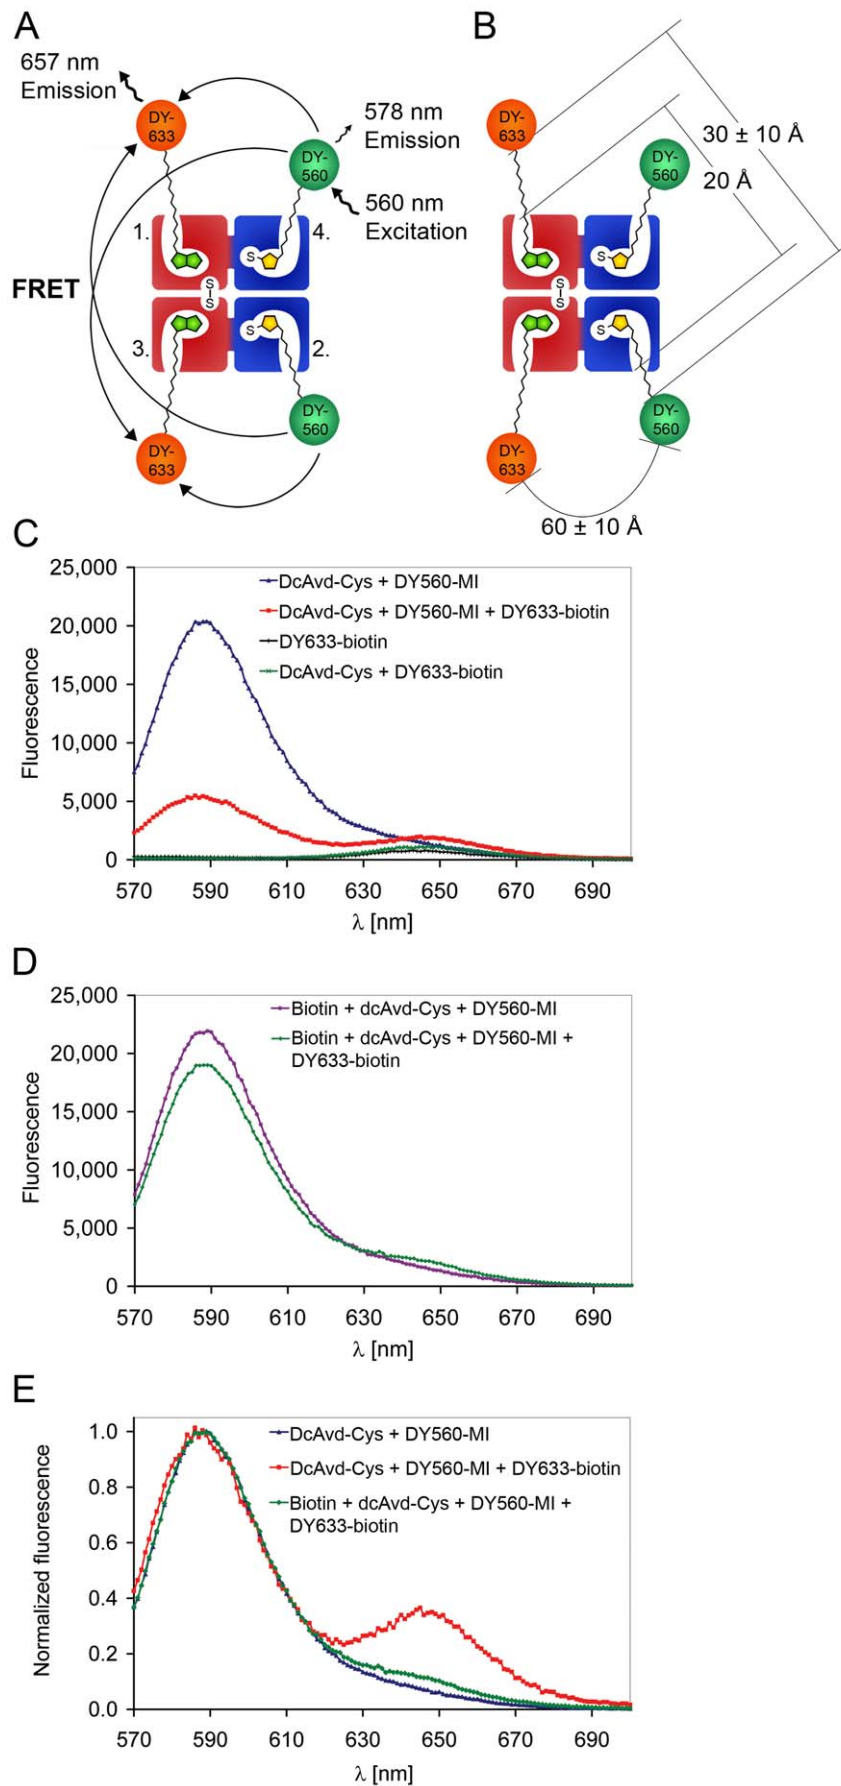 A
657 nm
Emission
DY-
633
578 nm
Emission
DY-
560
560 nm
Excitation
1.
4.
S
S
S
FRET
3.
2.
S
DY-
633
DY-
560
B
DY-
633
30 ± 10 Å
DY-
560
20 Å
S
S
S
S
DY-
633
DY-
560
60 ± 10 Å
C
25,000
20,000
15,000
10,000
5,000
0
Fluorescence
DcAvd-Cys + DY560-MI
DcAvd-Cys + DY560-MI + DY633-biotin
DY633-biotin
DcAvd-Cys + DY633-biotin
570 590 610 630 650 670 690
λ [nm]
D
25,000
20,000
15,000
10,000
5,000
0
Fluorescence
Biotin + dcAvd-Cys + DY560-MI
Biotin + dcAvd-Cys + DY560-MI +
DY633-biotin
570 590 610 630 650 670 690
λ [nm]
E
1.0
0.8
0.6
0.4
0.2
0.0
Normalized fluorescence
DcAvd-Cys + DY560-MI
DcAvd-Cys + DY560-MI + DY633-biotin
Biotin + dcAvd-Cys + DY560-MI +
DY633-biotin
570 590 610 630 650 670 690
λ [nm]